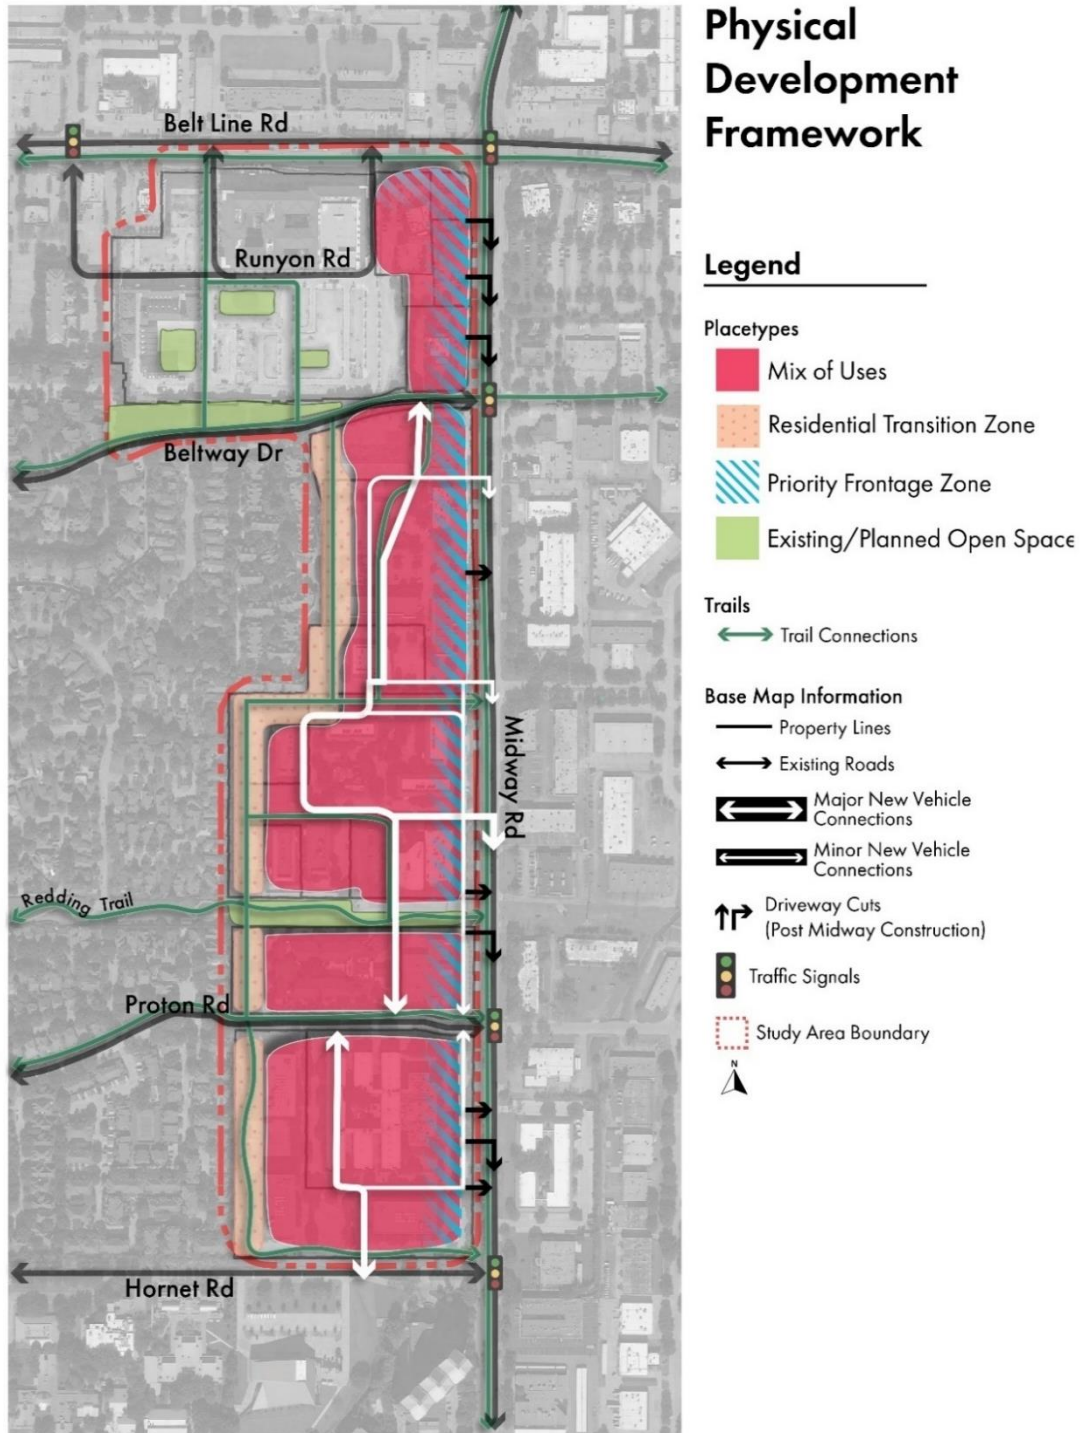 Physical
Development
Framework
Belt Line Rd
Runyon Rd
Beltway Dr
Midway Rd
Redding Trail
Proton Rd
Hornet Rd
Legend
Placetypes
Mix of Uses
Residential Transition Zone
Priority Frontage Zone
Existing/Planned Open Space
Trails
Trail Connections
Base Map Information
Property Lines
Existing Roads
Major New Vehicle
Connections
Minor New Vehicle
Connections
Driveway Cuts
(Post Midway Construction)
Traffic Signals
Study Area Boundary
N